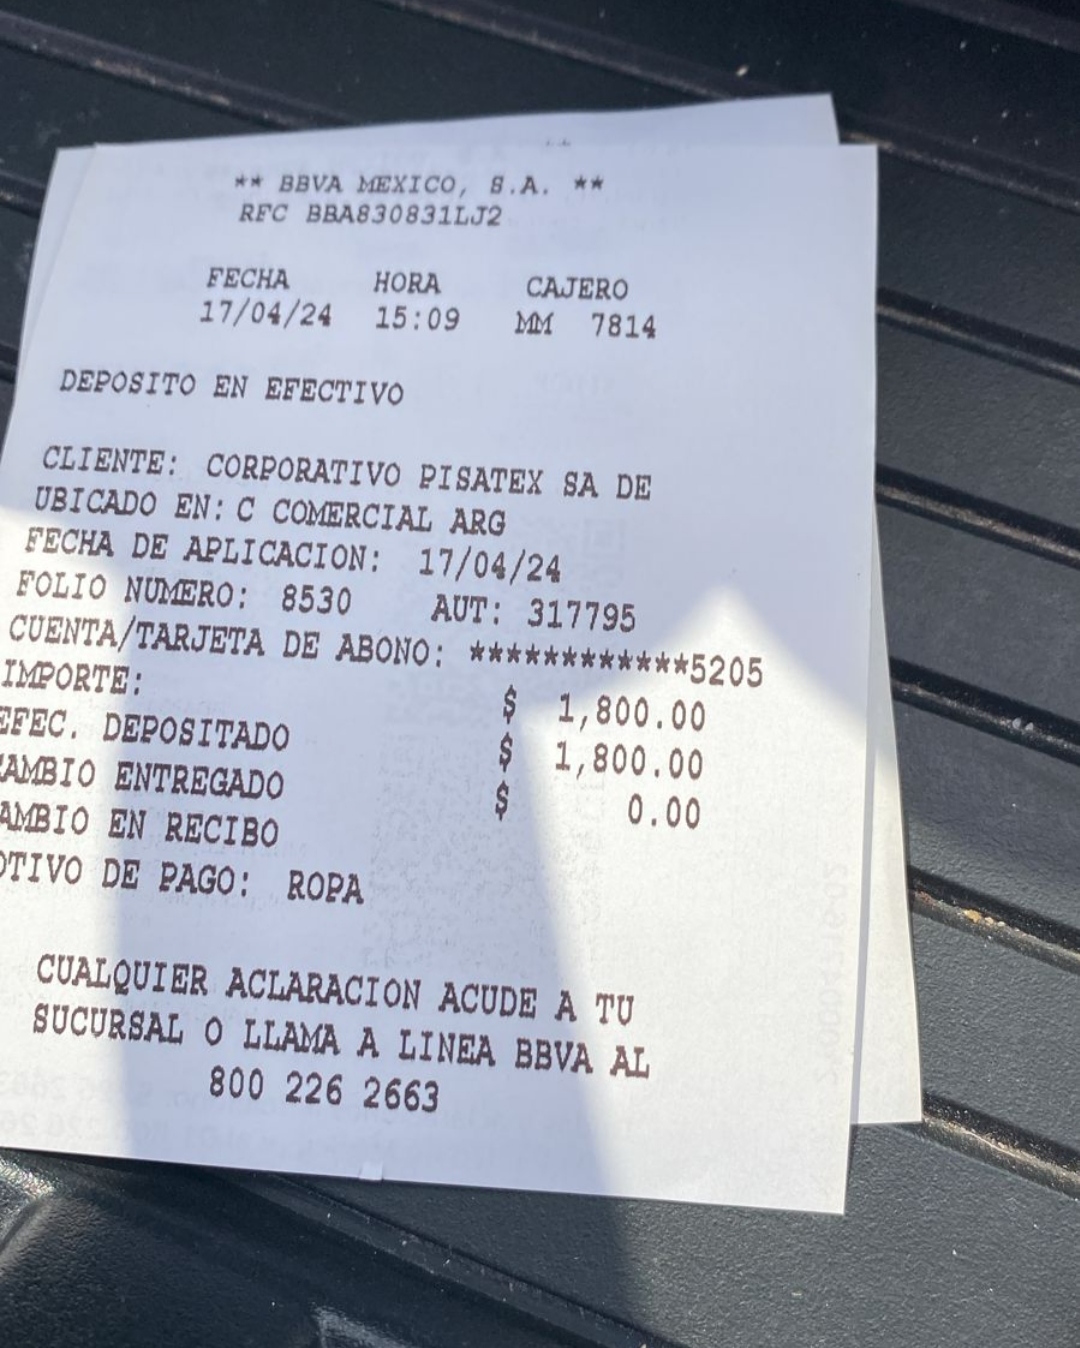 ** BBVA MEXICO, S.A. **
RFC BBA830831LJ2
FECHA HORA CAJERO
17/04/24 15:09 MM 7814
DEPOSITO EN EFECTIVO
CLIENTE: CORPORATIVO PISATEX SA DE
UBICADO EN: C COMERCIAL ARG
FECHA DE APLICACION: 17/04/24
FOLIO NUMERO: 8530 AUT: 317795
CUENTA/TARJETA DE ABONO: ************5205
IMPORTE: $ 1,800.00
EFEC. DEPOSITADO $ 1,800.00
AMBIO ENTREGADO $ 0.00
AMBIO EN RECIBO
OTIVO DE PAGO: ROPA
CUALQUIER ACLARACION ACUDE A TU
SUCURSAL O LLAMA A LINEA BBVA AL
800 226 2663